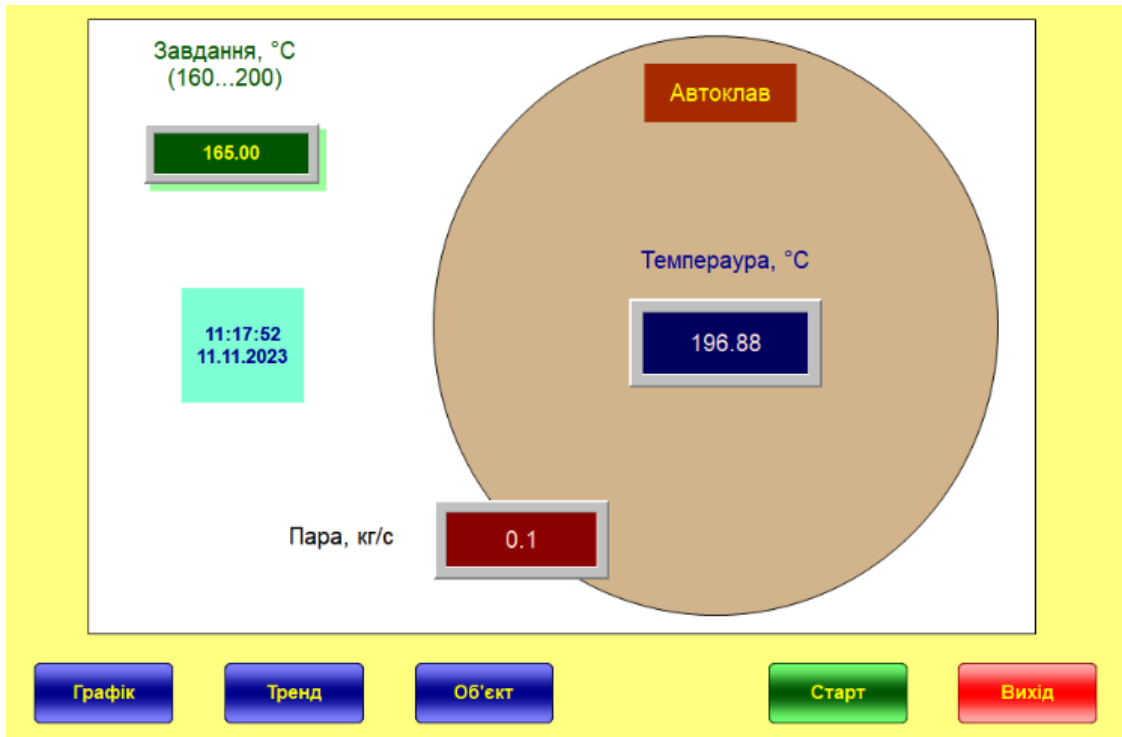 Завдання, °C
(160...200)
165.00
Автоклав
Темпераура, °C
196.88
11:17:52
11.11.2023
Пара, кг/с
0.1
Графік
Тренд
Об'єкт
Старт
Вихід